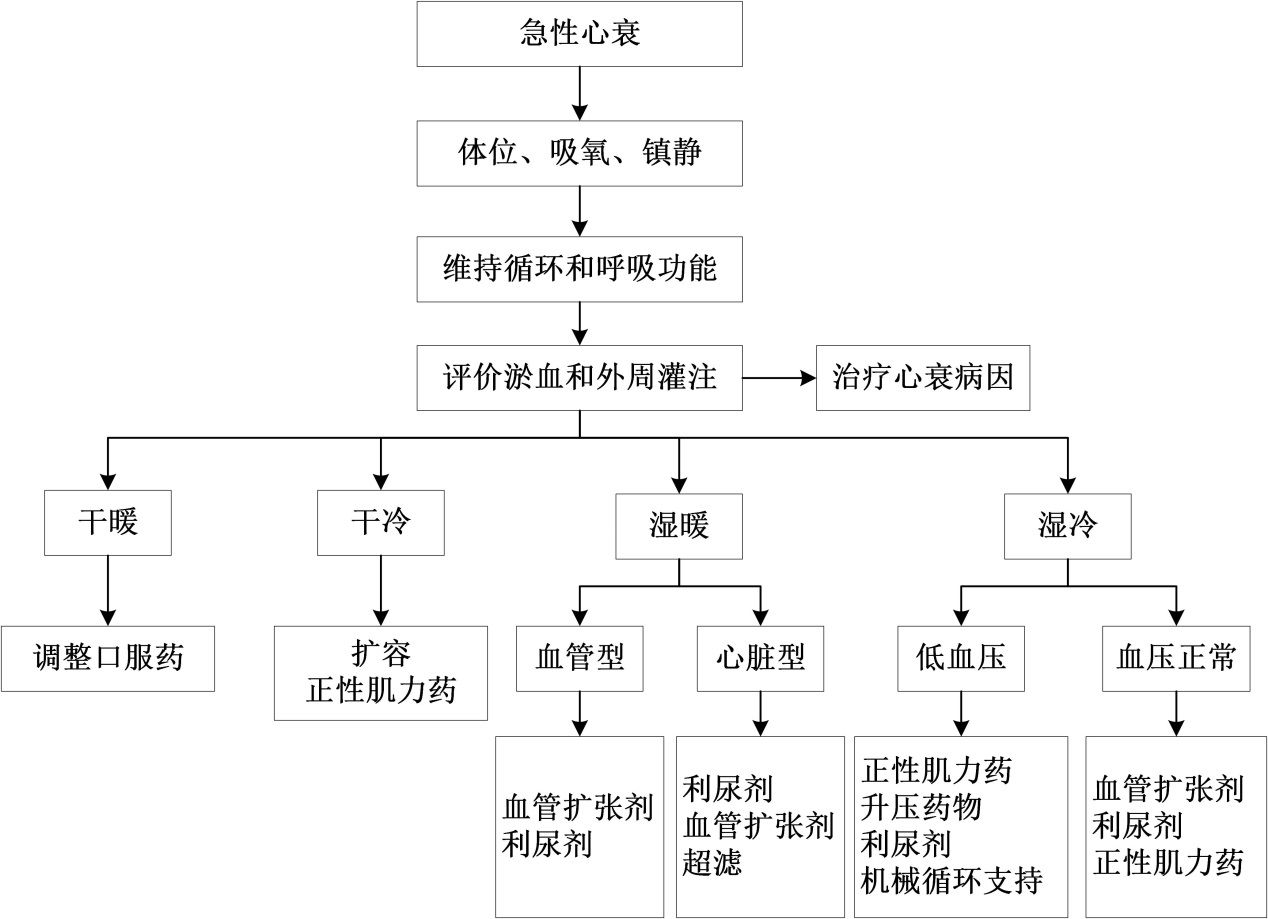 急性心衰
体位、吸氧、镇静
维持循环和呼吸功能
评价淤血和外周灌注
治疗心衰病因
干暖
干冷
湿暖
湿冷
调整口服药
扩容
正性肌力药
血管型
心脏型
低血压
血压正常
血管扩张剂
利尿剂
利尿剂
血管扩张剂
超滤
正性肌力药
升压药物
利尿剂
机械循环支持
血管扩张剂
利尿剂
正性肌力药